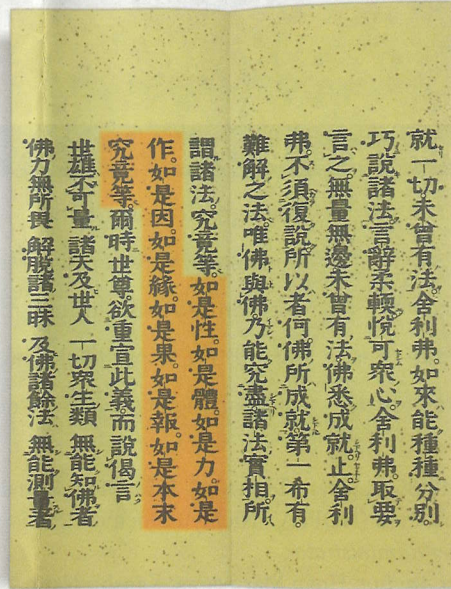 就一切未曾有法。舍利弗。如來能種種分別。
巧說諸法。言辭柔輭。悅可衆心。舍利弗。取要
言之。無量無邊。未曾有法。佛悉成就。止舍利
弗。不須復說。所以者何。佛所成就。第一希有。
難解之法。唯佛與佛。乃能究盡。諸法實相。所
謂諸法。究竟等。如是性。如是體。如是力。如是
作。如是因。如是緣。如是果。如是報。如是本末
究竟等。爾時世尊。欲重宣此義。而說偈言
世雄不可量　諸天及世人　一切衆生類　無能知佛者
佛力無所畏　解脫諸三昧　及佛諸餘法　無能測量者